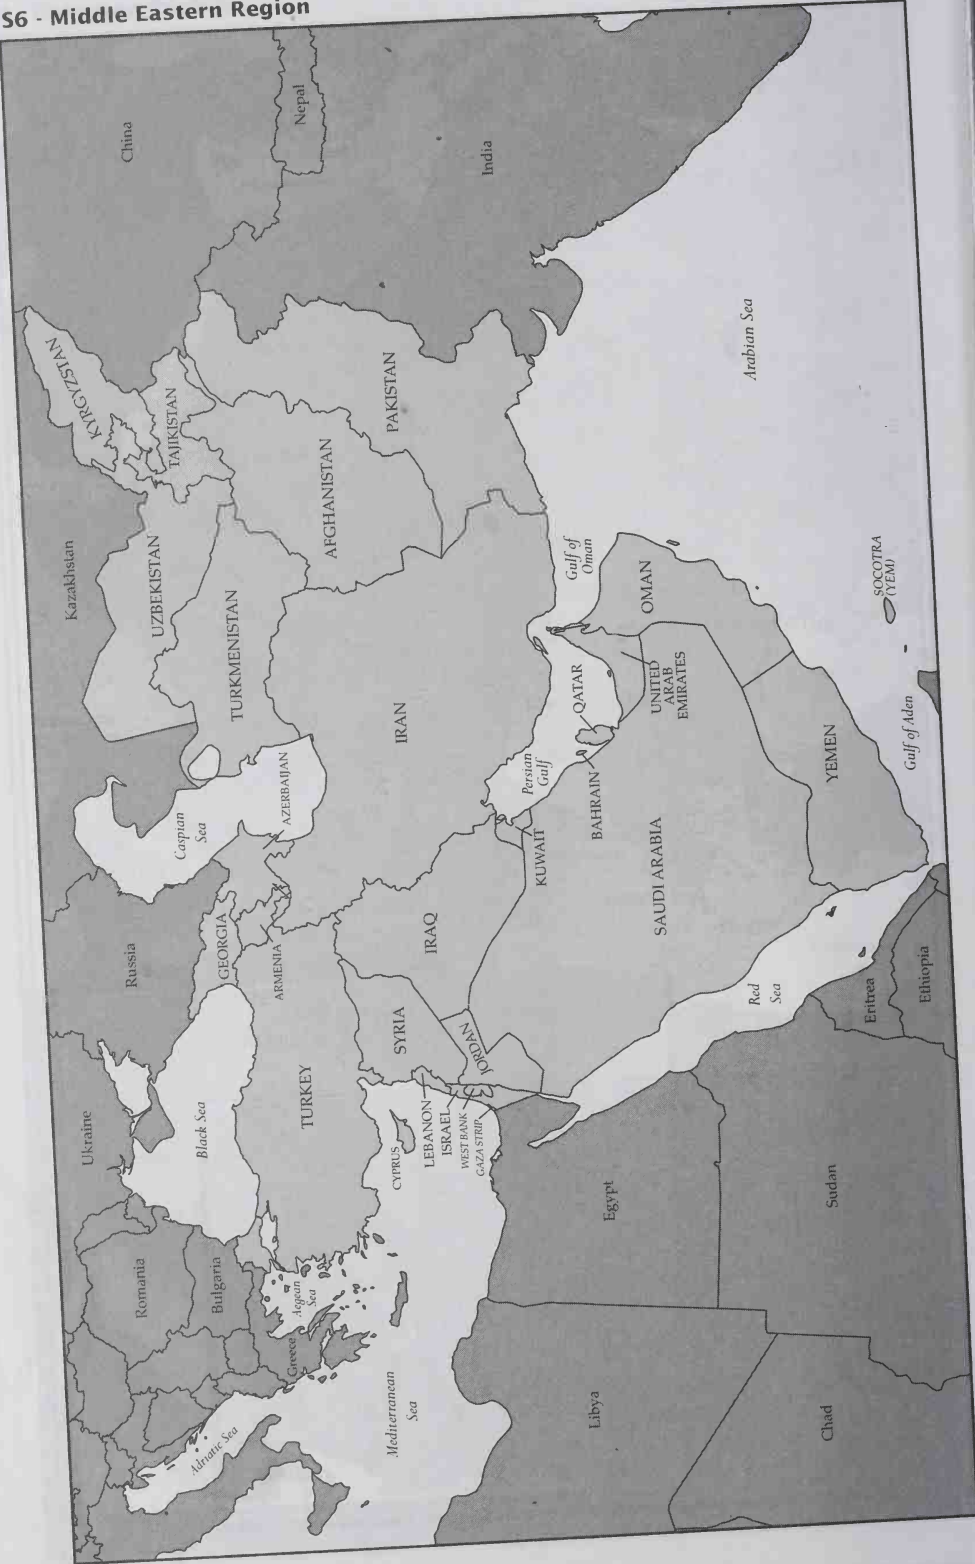 S6 - Middle Eastern Region
China
Nepal
India
KYRGYZSTAN
TAJIKISTAN
PAKISTAN
Kazakhstan
UZBEKISTAN
TURKMENISTAN
AFGHANISTAN
Arabian Sea
Gulf of
Oman
OMAN
SOCOTRA
(YEM)
Caspian
Sea
AZERBAIJAN
IRAN
Persian
Gulf
QATAR
UNITED
ARAB
EMIRATES
BAHRAIN
KUWAIT
SAUDI ARABIA
YEMEN
Gulf of Aden
Russia
GEORGIA
ARMENIA
IRAQ
SYRIA
JORDAN
Red
Sea
Eritrea
Ethiopia
Ukraine
Black Sea
TURKEY
CYPRUS
LEBANON
ISRAEL
WEST BANK
GAZA STRIP
Egypt
Sudan
Romania
Bulgaria
Aegean
Sea
Greece
Adriatic Sea
Mediterranean
Sea
Libya
Chad